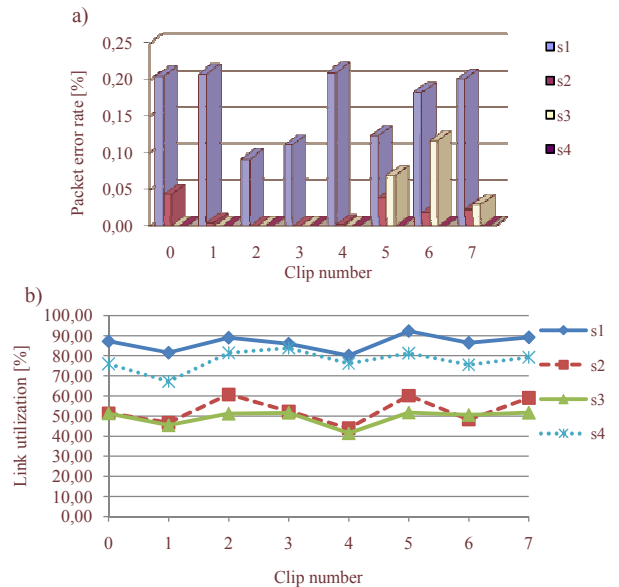 a)
Packet error rate [%]
0,25
0,20
0,15
0,10
0,05
0,00
0 1 2 3 4 5 6 7
Clip number
s1
s2
s3
s4
b)
Link utilization [%]
100,00
90,00
80,00
70,00
60,00
50,00
40,00
30,00
20,00
10,00
0,00
0 1 2 3 4 5 6 7
Clip number
s1
s2
s3
s4